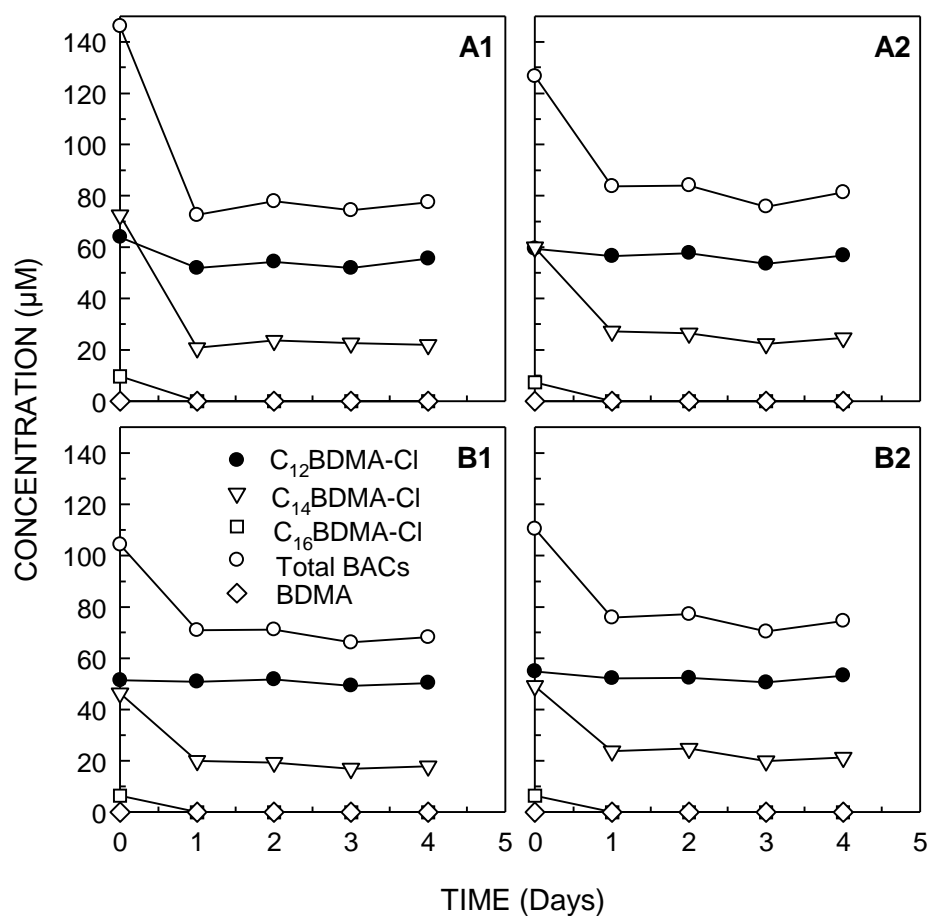 A1
A2
140
120
100
80
60
40
20
0
CONCENTRATION (µM)
B1
B2
140
120
100
80
60
40
20
0
C₁₂BDMA-Cl
C₁₄BDMA-Cl
C₁₆BDMA-Cl
Total BACs
BDMA
0 1 2 3 4 5
0 1 2 3 4 5
TIME (Days)